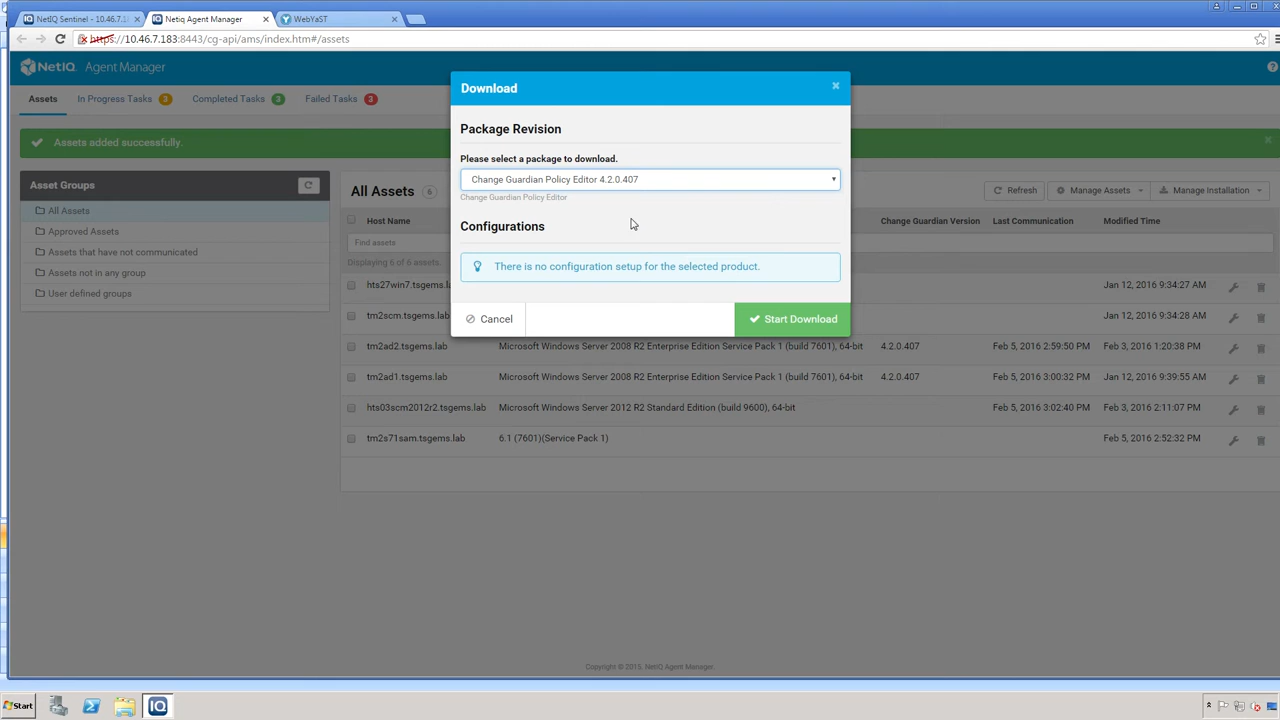 NetIQ Sentinel - 10.46.7.1
Netiq Agent Manager
WebYaST
https://10.46.7.183:8443/cg-api/ams/index.htm#/assets
NetIQ. Agent Manager
Assets
In Progress Tasks 3
Completed Tasks 3
Failed Tasks 3
Assets added successfully.
Download
Package Revision
Please select a package to download.
Change Guardian Policy Editor 4.2.0.407
Change Guardian Policy Editor
Configurations
There is no configuration setup for the selected product.
Cancel
Start Download
Asset Groups
All Assets
Approved Assets
Assets that have not communicated
Assets not in any group
User defined groups
All Assets 6
Refresh
Manage Assets
Manage Installation
Host Name
Change Guardian Version
Last Communication
Modified Time
Find assets
Displaying 6 of 6 assets.
hts27win7.tsgems.l
Jan 12, 2016 9:34:27 AM
tm2scm.tsgems.lab
Jan 12, 2016 9:34:28 AM
tm2ad2.tsgems.lab Microsoft Windows Server 2008 R2 Enterprise Edition Service Pack 1 (build 7601), 64-bit 4.2.0.407 Feb 5, 2016 2:59:50 PM Feb 3, 2016 1:20:38 PM
tm2ad1.tsgems.lab Microsoft Windows Server 2008 R2 Enterprise Edition Service Pack 1 (build 7601), 64-bit 4.2.0.407 Feb 5, 2016 3:00:32 PM Jan 12, 2016 9:39:55 AM
hts03scm2012r2.tsgems.lab Microsoft Windows Server 2012 R2 Standard Edition (build 9600), 64-bit Feb 5, 2016 3:02:40 PM Feb 3, 2016 2:11:07 PM
tm2s71sam.tsgems.lab 6.1 (7601)(Service Pack 1) Feb 5, 2016 2:52:32 PM
Copyright © 2015. NetIQ Agent Manager.
Start